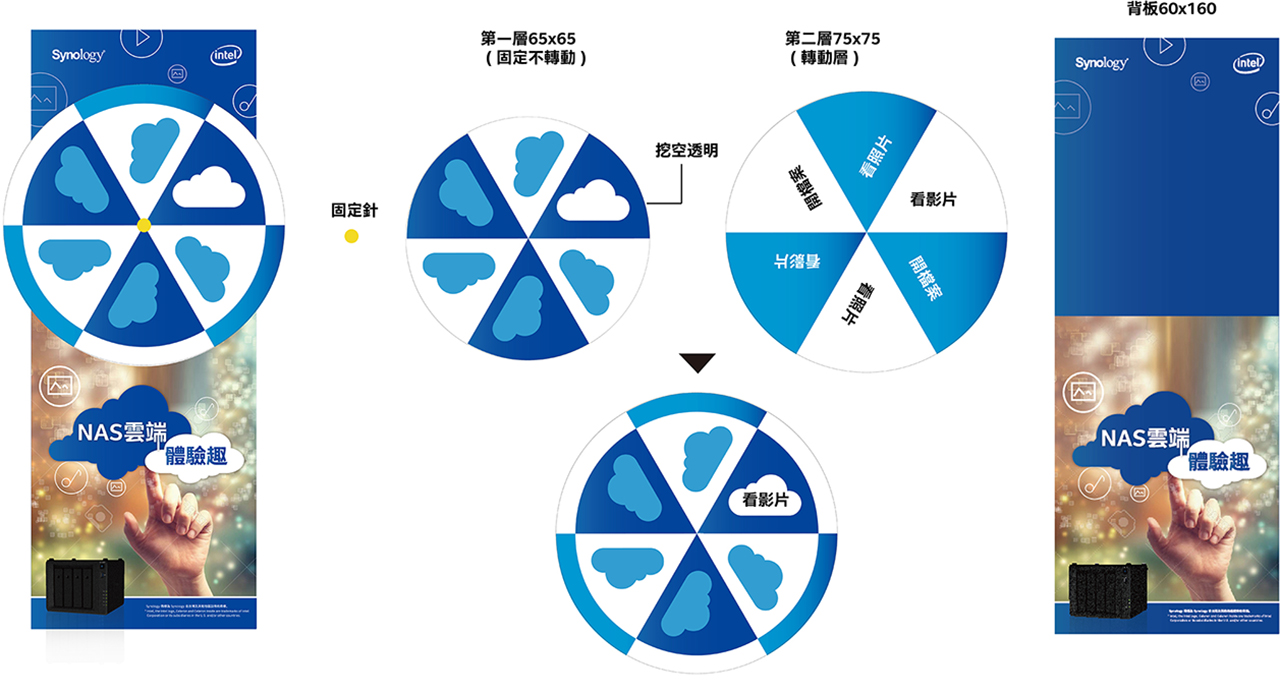 Synology
intel
NAS雲端
體驗趣
固定針
第一層65x65
( 固定不轉動 )
挖空透明
第二層75x75
( 轉動層 )
看照片
看影片
開檔案
看照片
看影片
開檔案
看影片
背板60x160
Synology
intel
NAS雲端
體驗趣